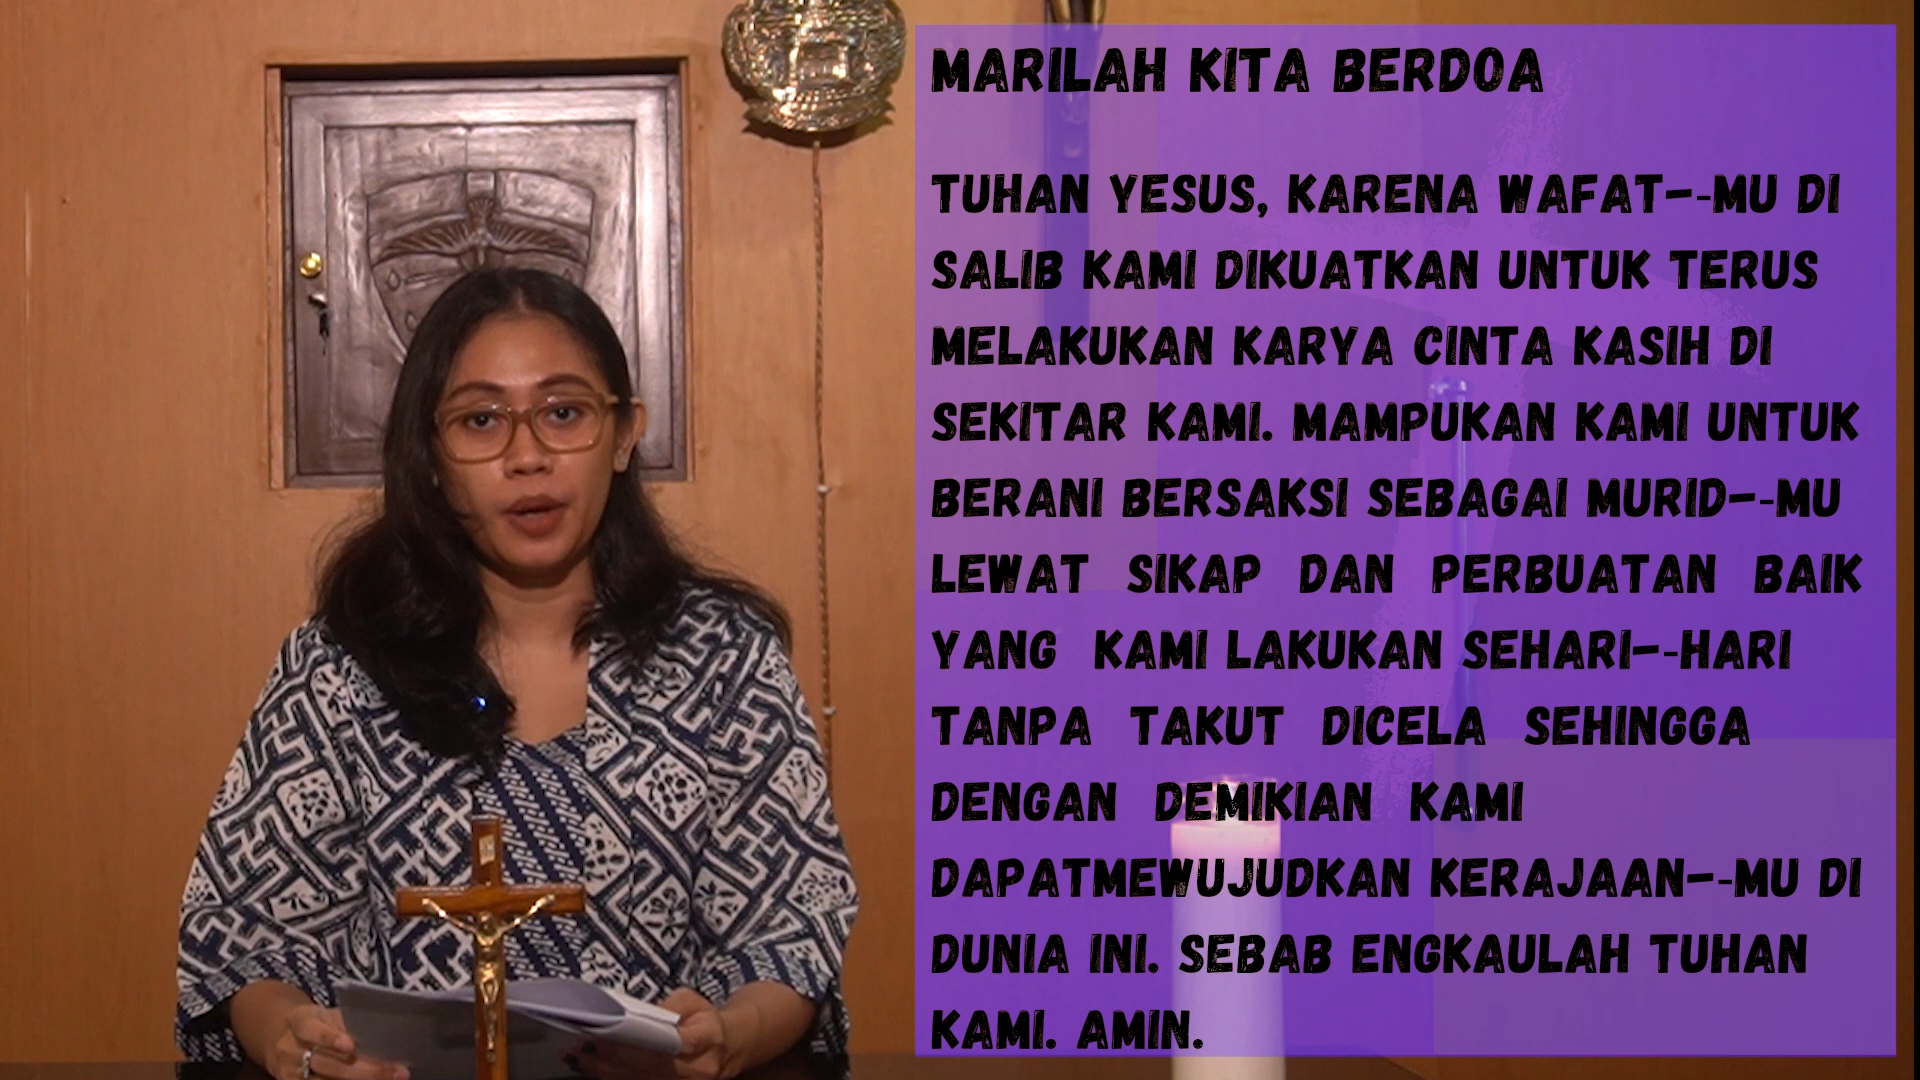 MARILAH KITA BERDOA
TUHAN YESUS, KARENA WAFAT--MU DI
SALIB KAMI DIKUATKAN UNTUK TERUS
MELAKUKAN KARYA CINTA KASIH DI
SEKITAR KAMI. MAMPUKAN KAMI UNTUK
BERANI BERSAKSI SEBAGAI MURID--MU
LEWAT SIKAP DAN PERBUATAN BAIK
YANG KAMI LAKUKAN SEHARI--HARI
TANPA TAKUT DICELA SEHINGGA
DENGAN DEMIKIAN KAMI
DAPATMEWUJUDKAN KERAJAAN--MU DI
DUNIA INI. SEBAB ENGKAULAH TUHAN
KAMI. AMIN.